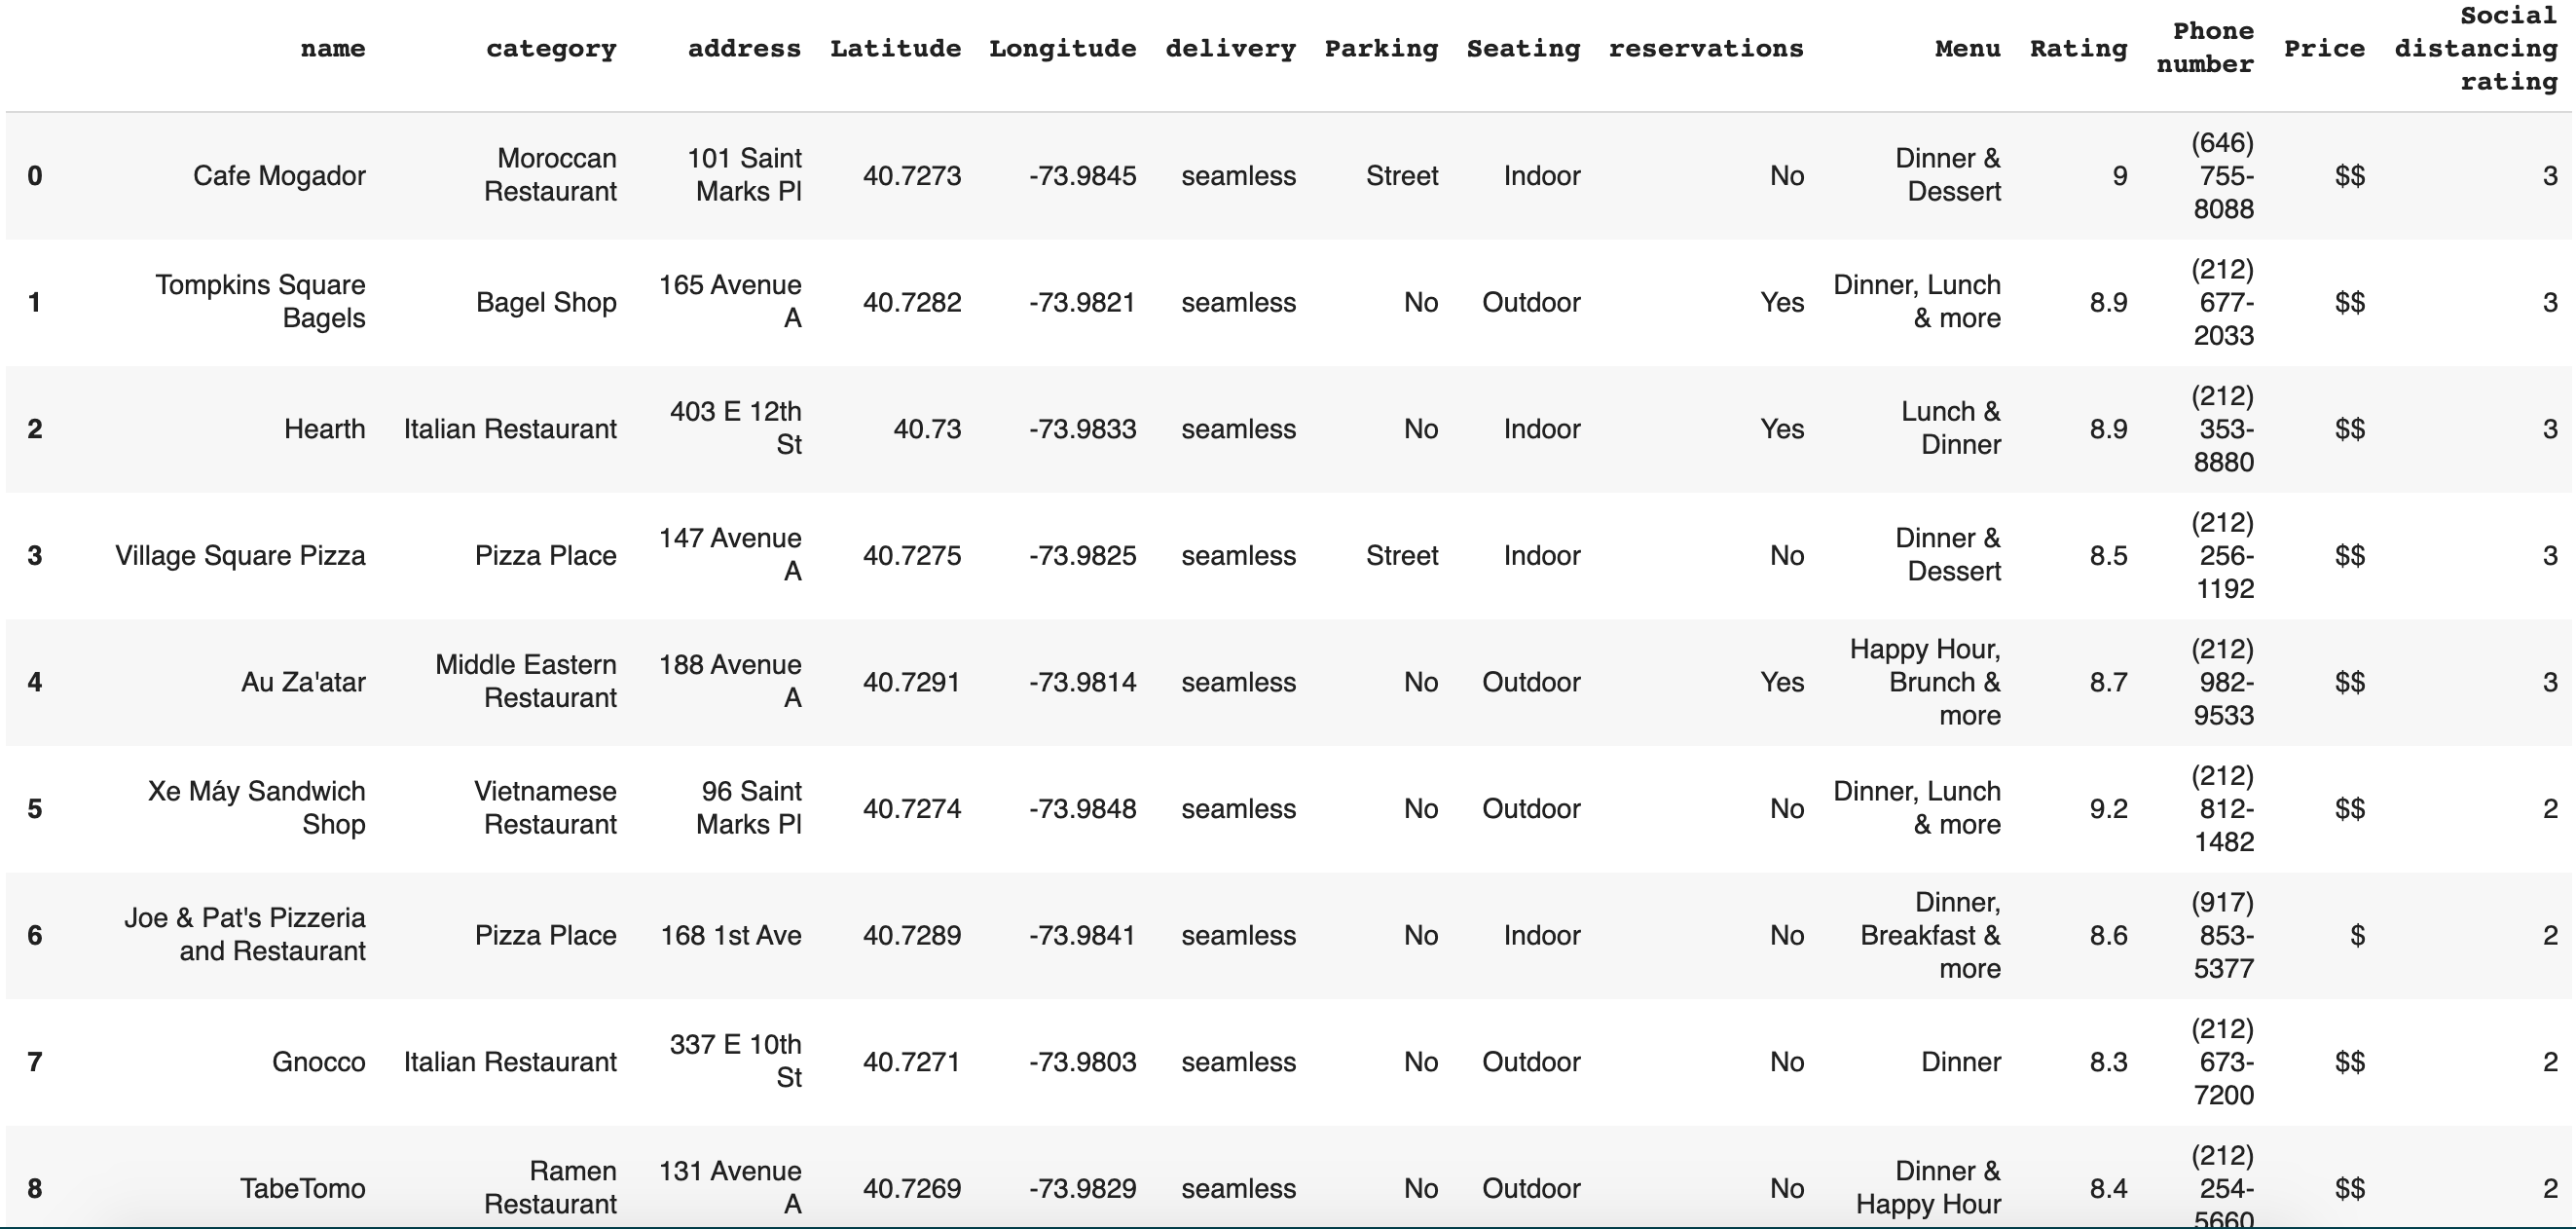 name category address Latitude Longitude delivery Parking Seating reservations Menu Rating Phone number Price Social distancing rating
0 Cafe Mogador Moroccan Restaurant 101 Saint Marks Pl 40.7273 -73.9845 seamless Street Indoor No Dinner & Dessert 9 (646) 755-8088 $$ 3
1 Tompkins Square Bagels Bagel Shop 165 Avenue A 40.7282 -73.9821 seamless No Outdoor Yes Dinner, Lunch & more 8.9 (212) 677-2033 $$ 3
2 Hearth Italian Restaurant 403 E 12th St 40.73 -73.9833 seamless No Indoor Yes Lunch & Dinner 8.9 (212) 353-8880 $$ 3
3 Village Square Pizza Pizza Place 147 Avenue A 40.7275 -73.9825 seamless Street Indoor No Dinner & Dessert 8.5 (212) 256-1192 $$ 3
4 Au Za'atar Middle Eastern Restaurant 188 Avenue A 40.7291 -73.9814 seamless No Outdoor Yes Happy Hour, Brunch & more 8.7 (212) 982-9533 $$ 3
5 Xe Máy Sandwich Shop Vietnamese Restaurant 96 Saint Marks Pl 40.7274 -73.9848 seamless No Outdoor No Dinner, Lunch & more 9.2 (212) 812-1482 $$ 2
6 Joe & Pat's Pizzeria and Restaurant Pizza Place 168 1st Ave 40.7289 -73.9841 seamless No Indoor No Dinner, Breakfast & more 8.6 (917) 853-5377 $ 2
7 Gnocco Italian Restaurant 337 E 10th St 40.7271 -73.9803 seamless No Outdoor No Dinner 8.3 (212) 673-7200 $$ 2
8 TabeTomo Ramen Restaurant 131 Avenue A 40.7269 -73.9829 seamless No Outdoor No Dinner & Happy Hour 8.4 (212) 254-5660 $$ 2